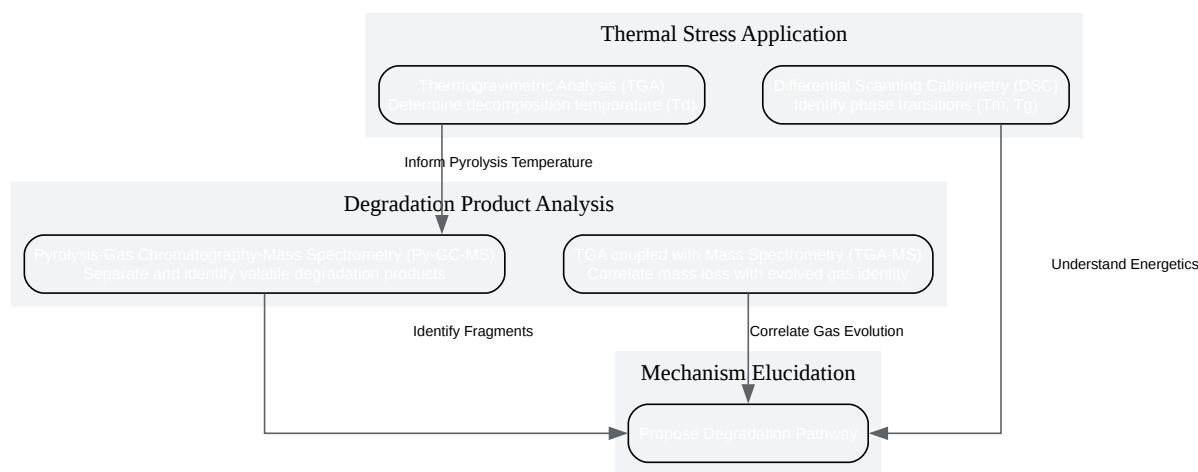 Thermal Stress Application
Thermogravimetric Analysis (TGA)
Determine decomposition temperature (Td)
Differential Scanning Calorimetry (DSC)
Identify phase transitions (Tm, Tg)
Inform Pyrolysis Temperature
Degradation Product Analysis
Pyrolysis-Gas Chromatography-Mass Spectrometry (Py-GC-MS)
Separate and identify volatile degradation products
TGA coupled with Mass Spectrometry (TGA-MS)
Correlate mass loss with evolved gas identity
Understand Energetics
Identify Fragments
Correlate Gas Evolution
Mechanism Elucidation
Propose Degradation Pathway